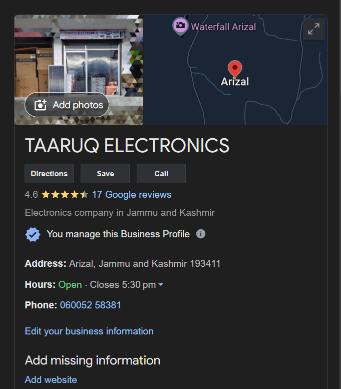 Waterfall Arizal
Arizal
Add photos
TAARUQ ELECTRONICS
Directions Save Call
4.6 17 Google reviews
Electronics company in Jammu and Kashmir
You manage this Business Profile
Address: Arizal, Jammu and Kashmir 193411
Hours: Open · Closes 5:30 pm
Phone: 060052 58381
Edit your business information
Add missing information
Add website